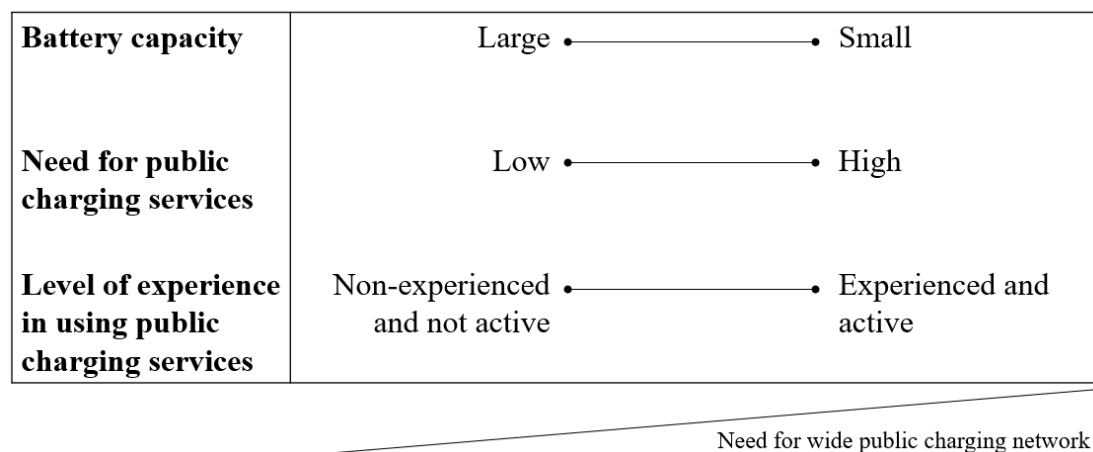 Battery capacity Large Small
Need for public Low High
charging services
Level of experience Non-experienced Experienced and
in using public and not active active
charging services
Need for wide public charging network